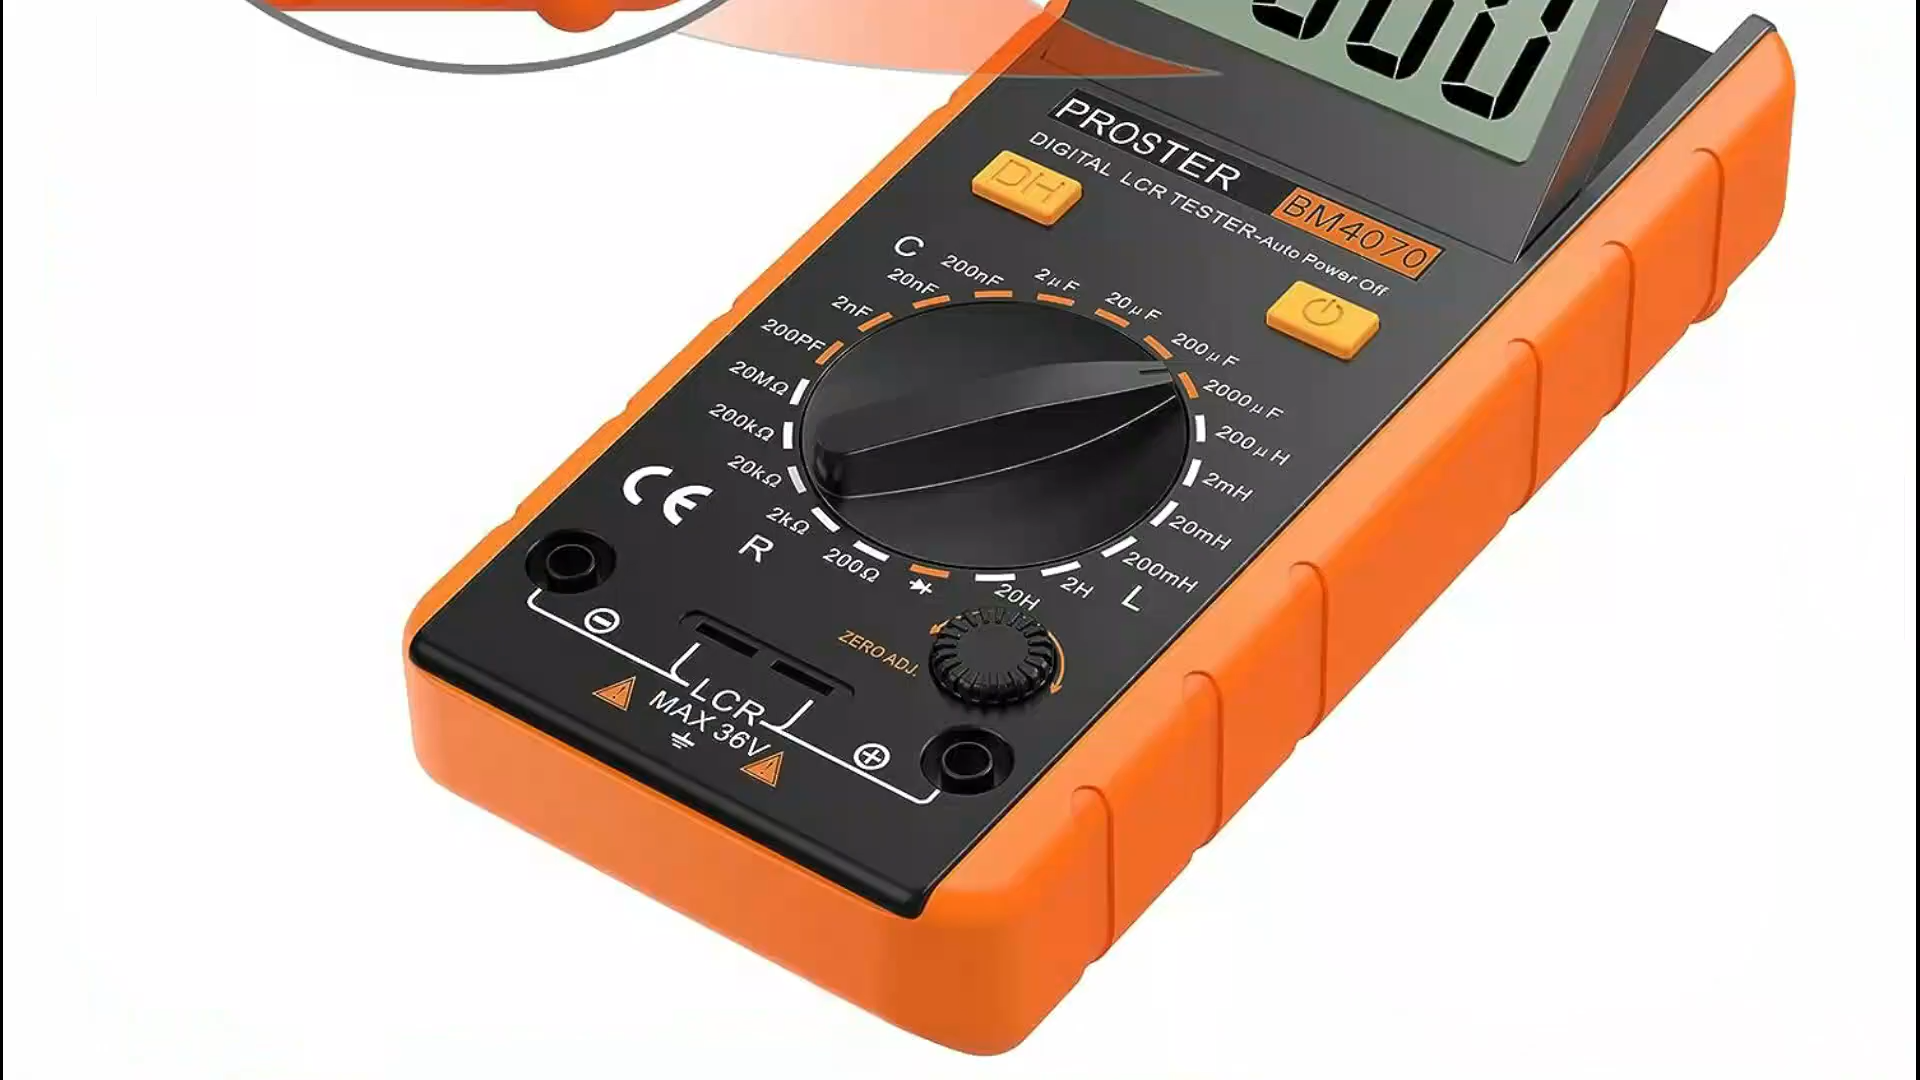 000
PROSTER
DIGITAL LCR TESTER-Auto Power Off
BM4070
DH
C
200PF
2nF
20nF
200nF
2μF
20μF
200μF
2000μF
200μH
2mH
20mH
200mH
2H
20H
L
20MΩ
200kΩ
20kΩ
2kΩ
200Ω
R
CE
ZERO ADJ.
LCR
MAX 36V